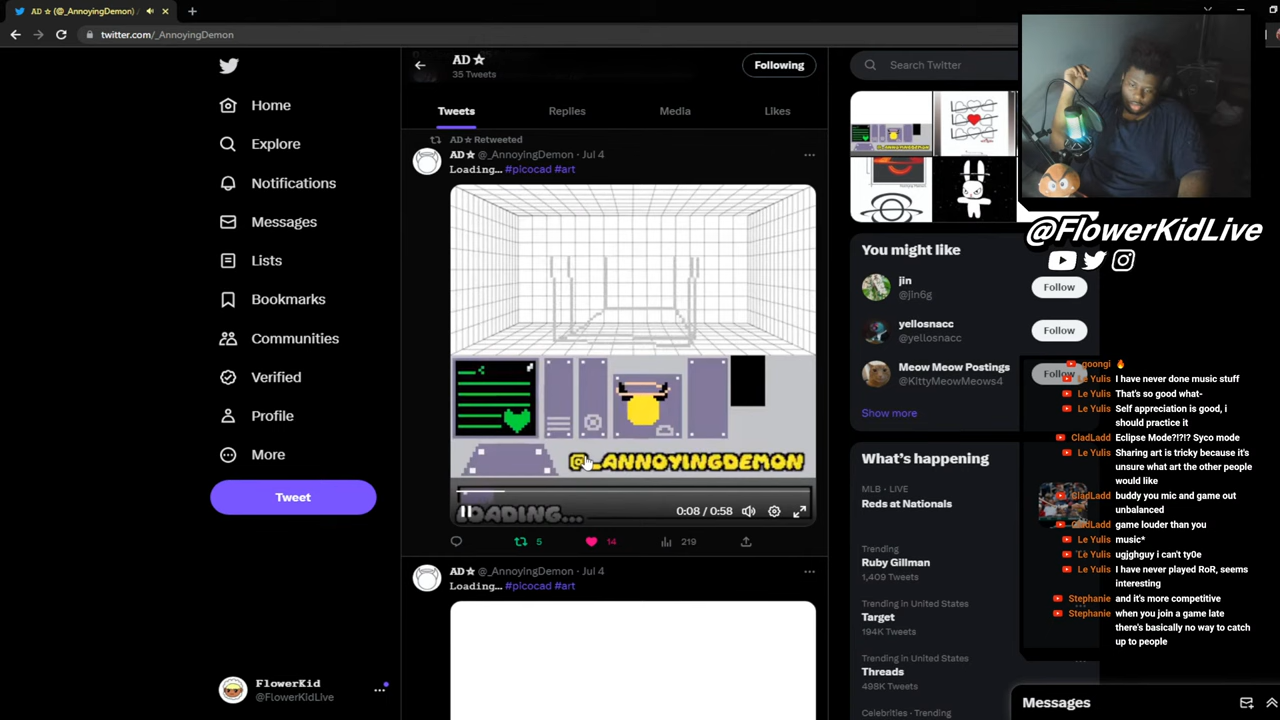 AD ☆ (@_AnnoyingDemon)
twitter.com/_AnnoyingDemon
Home
Explore
Notifications
Messages
Lists
Bookmarks
Communities
Verified
Profile
More
Tweet
FlowerKid
@FlowerKidLive
AD ☆
35 Tweets
Following
Tweets
Replies
Media
Likes
AD ☆ Retweeted
AD ☆ @_AnnoyingDemon · Jul 4
Loading... #picocad #art
@_ANNOYINGDEMON
LOADING...
0:08 / 0:58
5
14
219
AD ☆ @_AnnoyingDemon · Jul 4
Loading... #picocad #art
Search Twitter
You might like
jin
@jin6g
Follow
yellosnacc
@yellosnacc
Follow
Meow Meow Postings
@KittyMeowMeows4
Follow
Show more
What's happening
MLB · LIVE
Reds at Nationals
Trending
Ruby Gillman
1,409 Tweets
Trending in United States
Target
194K Tweets
Trending in United States
Threads
498K Tweets
Celebrities · Trending
Messages
@FlowerKidLive
goongi 🔥
Le Yulis I have never done music stuff
Le Yulis That's so good what-
Le Yulis Self appreciation is good, i
should practice it
CladLadd Eclipse Mode?!?!? Syco mode
Le Yulis Sharing art is tricky because it's
unsure what art the other people
would like
CladLadd buddy you mic and game out
unbalanced
CladLadd game louder than you
Le Yulis music*
Le Yulis ugjghguy i can't ty0e
Le Yulis I have never played RoR, seems
interesting
Stephanie and it's more competitive
Stephanie when you join a game late
there's basically no way to catch
up to people